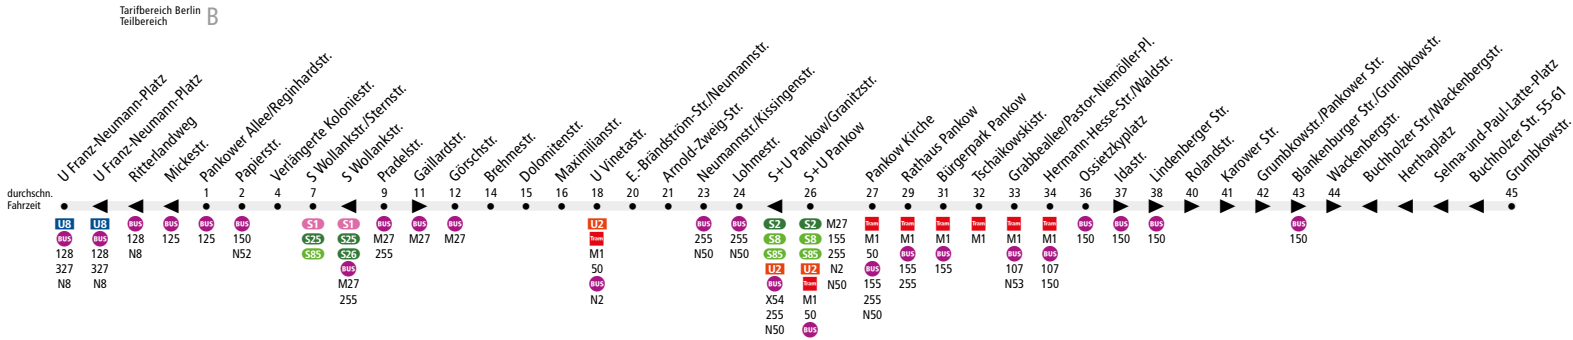 Tarifbereich Berlin
Teilbereich
B
U Franz-Neumann-Platz
U Franz-Neumann-Platz
Ritterlandweg
Mickestr.
Pankower Allee/Reginhardstr.
Papierstr.
Verlängerte Koloniestr.
S Wollankstr./Sternstr.
S Wollankstr.
Pradelstr.
Gaillardstr.
Görschstr.
Brehmestr.
Dolomitenstr.
Maximilianstr.
U Vinetastr.
E.-Brändström-Str./Neumannstr.
Arnold-Zweig-Str.
Neumannstr./Kissingenstr.
Lohmestr.
S+U Pankow/Granitzstr.
S+U Pankow
Pankow Kirche
Rathaus Pankow
Bürgerpark Pankow
Tschaikowskistr.
Grabbeallee/Pastor-Niemöller-Pl.
Hermann-Hesse-Str./Waldstr.
Ossietzkyplatz
Idastr.
Lindenberger Str.
Rolandstr.
Karower Str.
Grumbkowstr./Pankower Str.
Blankenburger Str./Grumbkowstr.
Wackenbergstr.
Buchholzer Str./Wackenbergstr.
Herthaplatz
Selma-und-Paul-Latte-Platz
Buchholzer Str. 55-61
Grumbkowstr.
durchschn. 1 2 4 7 9 11 12 14 15 16 18 20 21 23 24 26 27 29 31 32 33 34 36 37 38 40 41 42 43 44 45
Fahrzeit
U8 U8 BUS BUS BUS BUS S1 S1 BUS BUS BUS U2 BUS BUS S2 S2 M27 Tram Tram Tram Tram Tram Tram BUS BUS BUS BUS
BUS BUS 128 125 125 150 S25 S25 M27 M27 M27 Tram 255 255 S8 S8 155 M1 M1 M1 M1 M1 M1 150 150 150 150
128 128 N8 N52 S85 S26 255 M1 N50 N50 S85 S85 255 50 BUS BUS BUS BUS
327 327 BUS 50 U2 U2 N2 BUS 155 155 107 107
N8 N8 M27 BUS BUS Tram N50 155 255 N53 150
255 N2 X54 M1 255
255 50 N50
N50 BUS